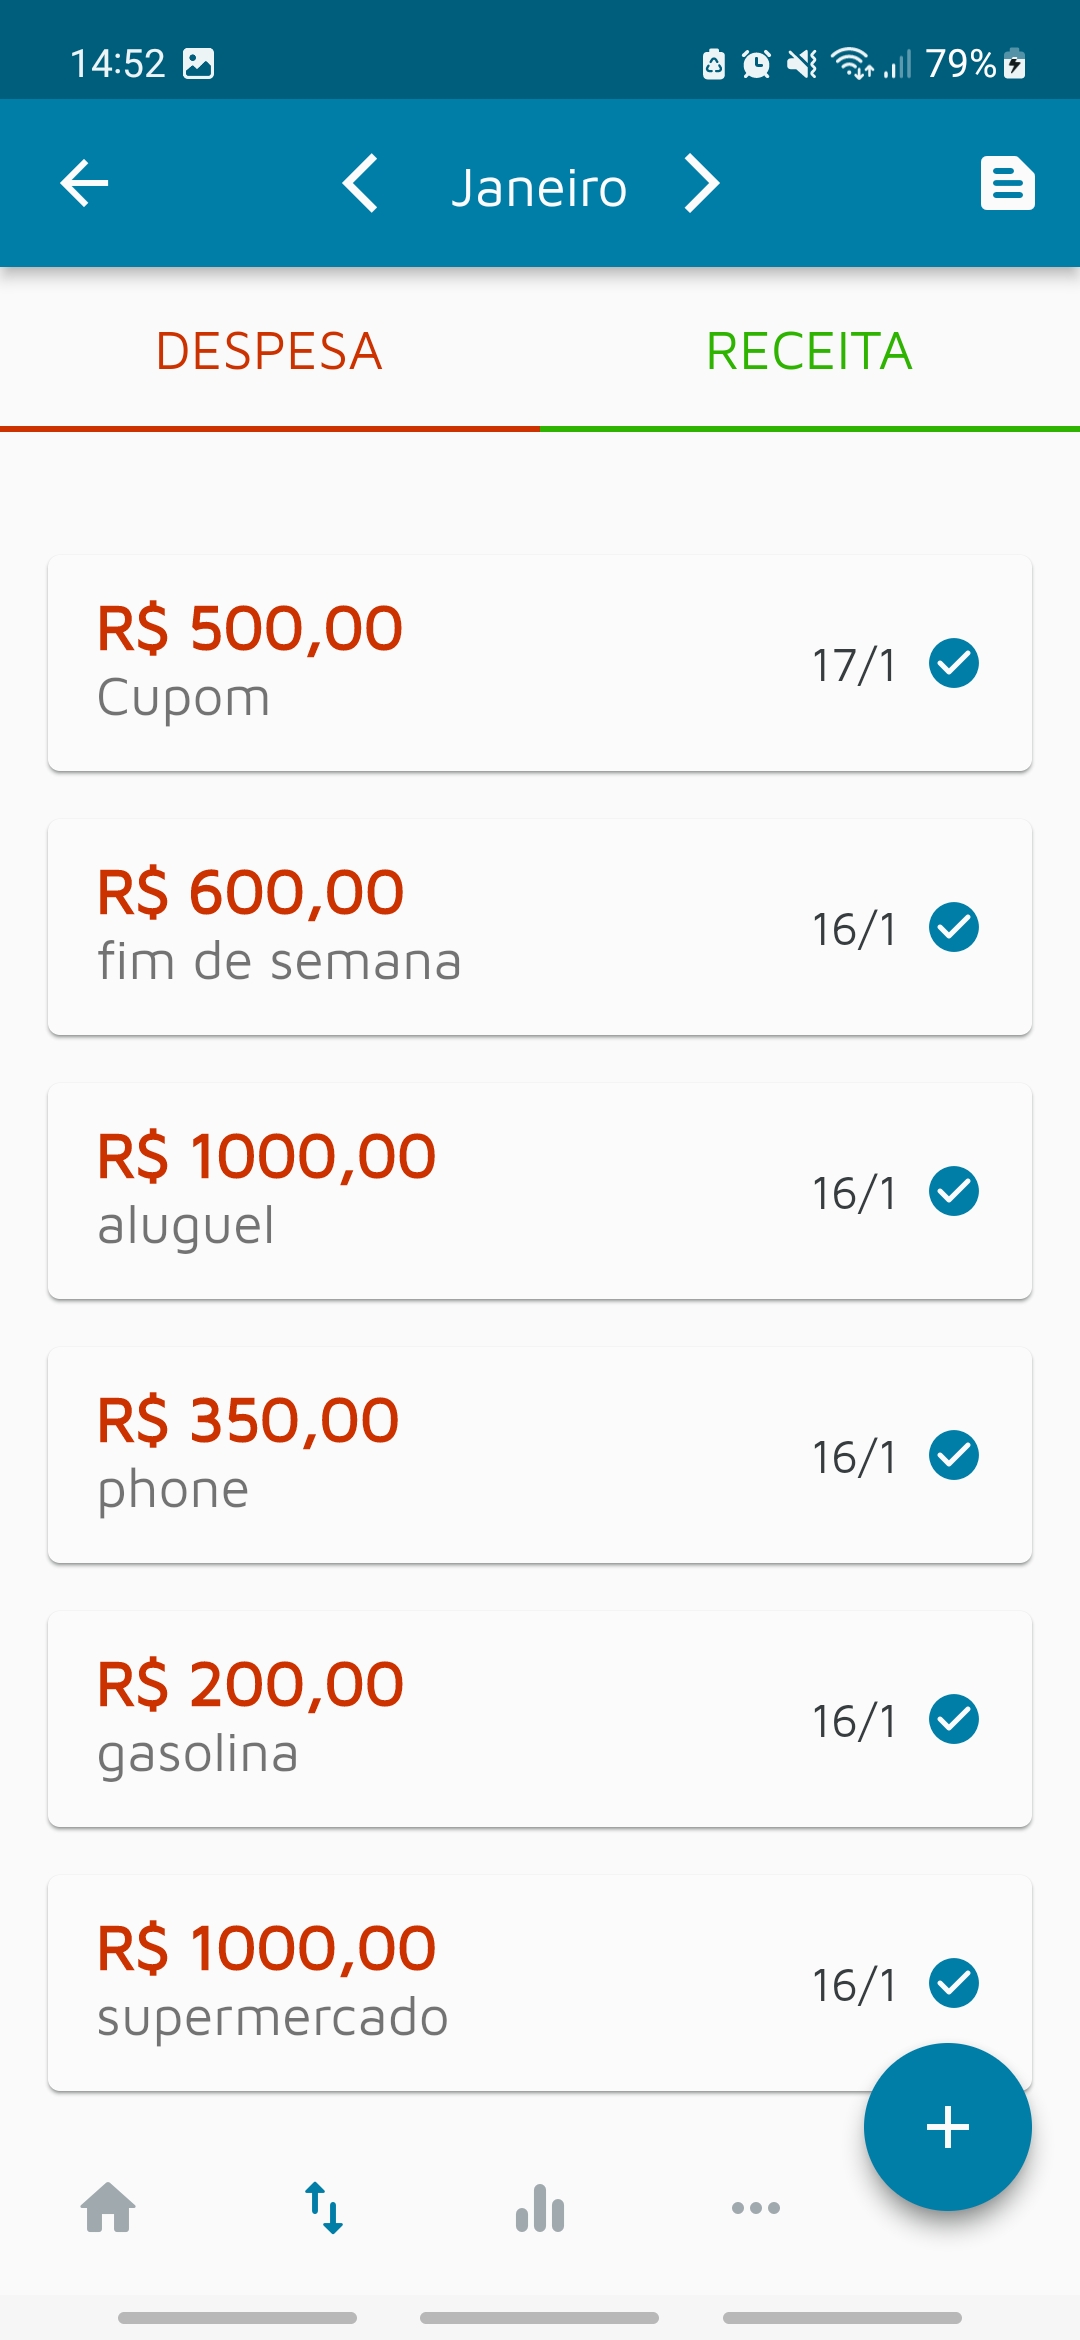 14:52
79%
Janeiro
DESPESA
RECEITA
R$ 500,00
Cupom
17/1
R$ 600,00
fim de semana
16/1
R$ 1000,00
aluguel
16/1
R$ 350,00
phone
16/1
R$ 200,00
gasolina
16/1
R$ 1000,00
supermercado
16/1